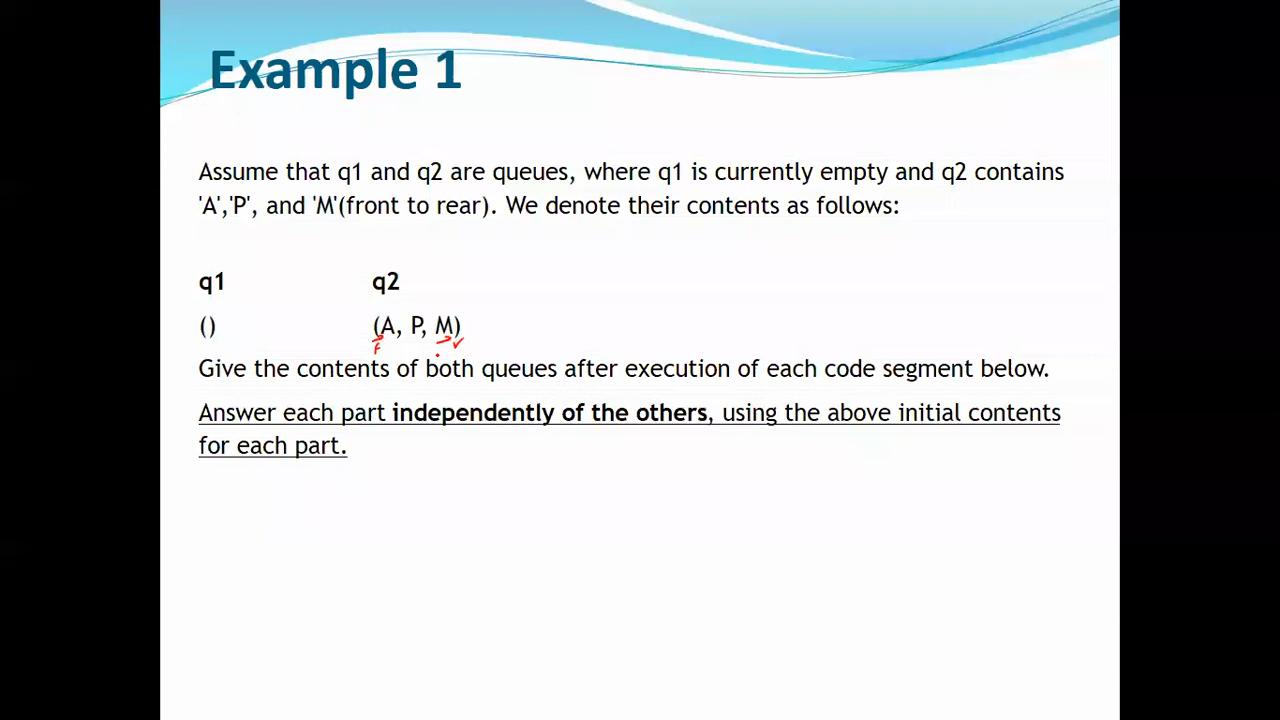 Example 1
Assume that q1 and q2 are queues, where q1 is currently empty and q2 contains
'A','P', and 'M'(front to rear). We denote their contents as follows:
q1 q2
() (A, P, M)
F r
Give the contents of both queues after execution of each code segment below.
Answer each part independently of the others, using the above initial contents
for each part.